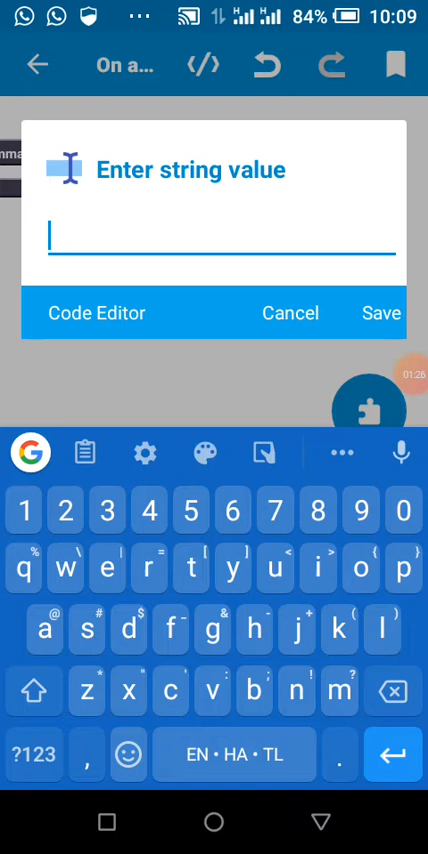 H H 84% 10:09
On a...
mma
Enter string value
Code Editor Cancel Save
01:26
G
1 2 3 4 5 6 7 8 9 0
% \ | = [ ] < > { }
q w e r t y u i o p
@ # $ _ & - + ( )
a s d f g h j k l
* " ' : ; ! ?
z x c v b n m
?123 , EN • HA • TL .